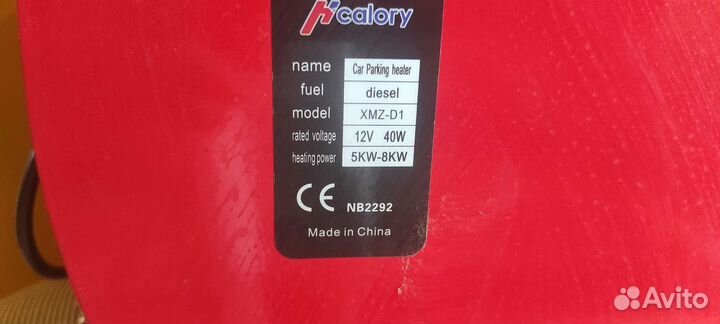 Hcalory
name Car Parking heater
fuel diesel
model XMZ-D1
rated voltage 12V 40W
heating power 5KW-8KW
CE NB2292
Made in China
Avito